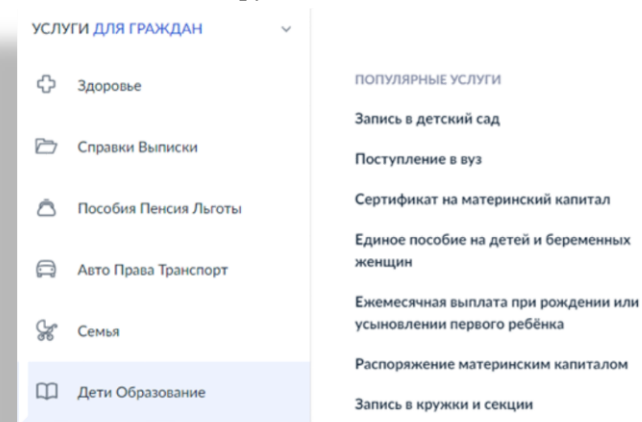 УСЛУГИ ДЛЯ ГРАЖДАН
Здоровье
Справки Выписки
Пособия Пенсия Льготы
Авто Права Транспорт
Семья
Дети Образование
ПОПУЛЯРНЫЕ УСЛУГИ
Запись в детский сад
Поступление в вуз
Сертификат на материнский капитал
Единое пособие на детей и беременных
женщин
Ежемесячная выплата при рождении или
усыновлении первого ребёнка
Распоряжение материнским капиталом
Запись в кружки и секции